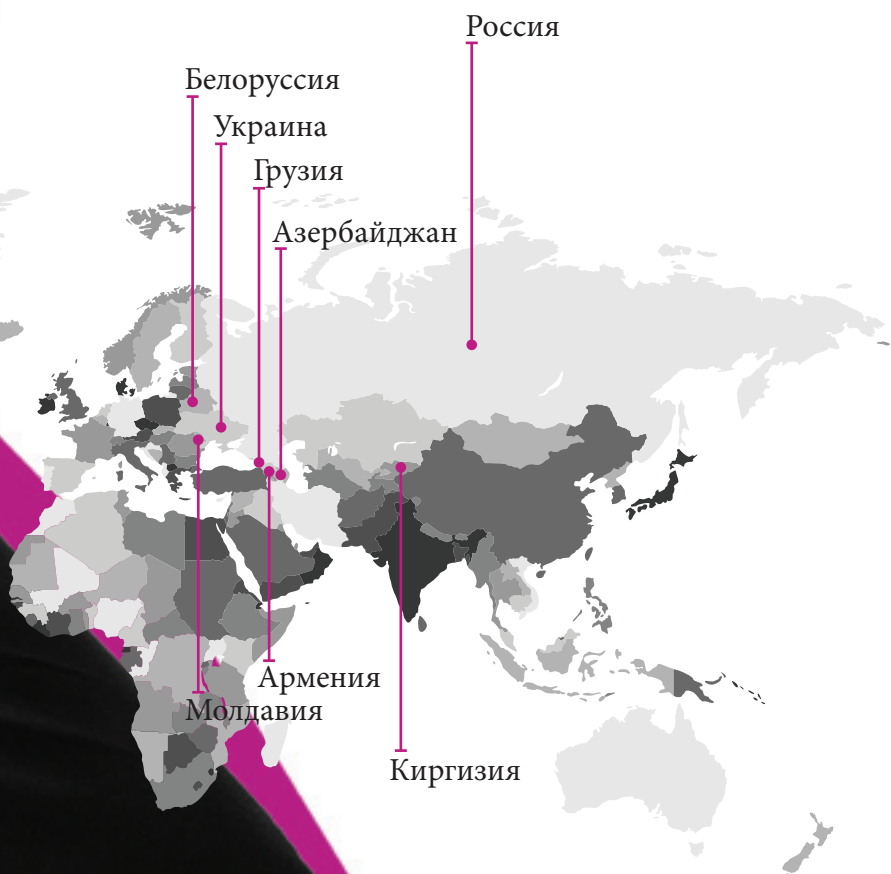 Россия
Белоруссия
Украина
Грузия
Азербайджан
Армения
Молдавия
Киргизия